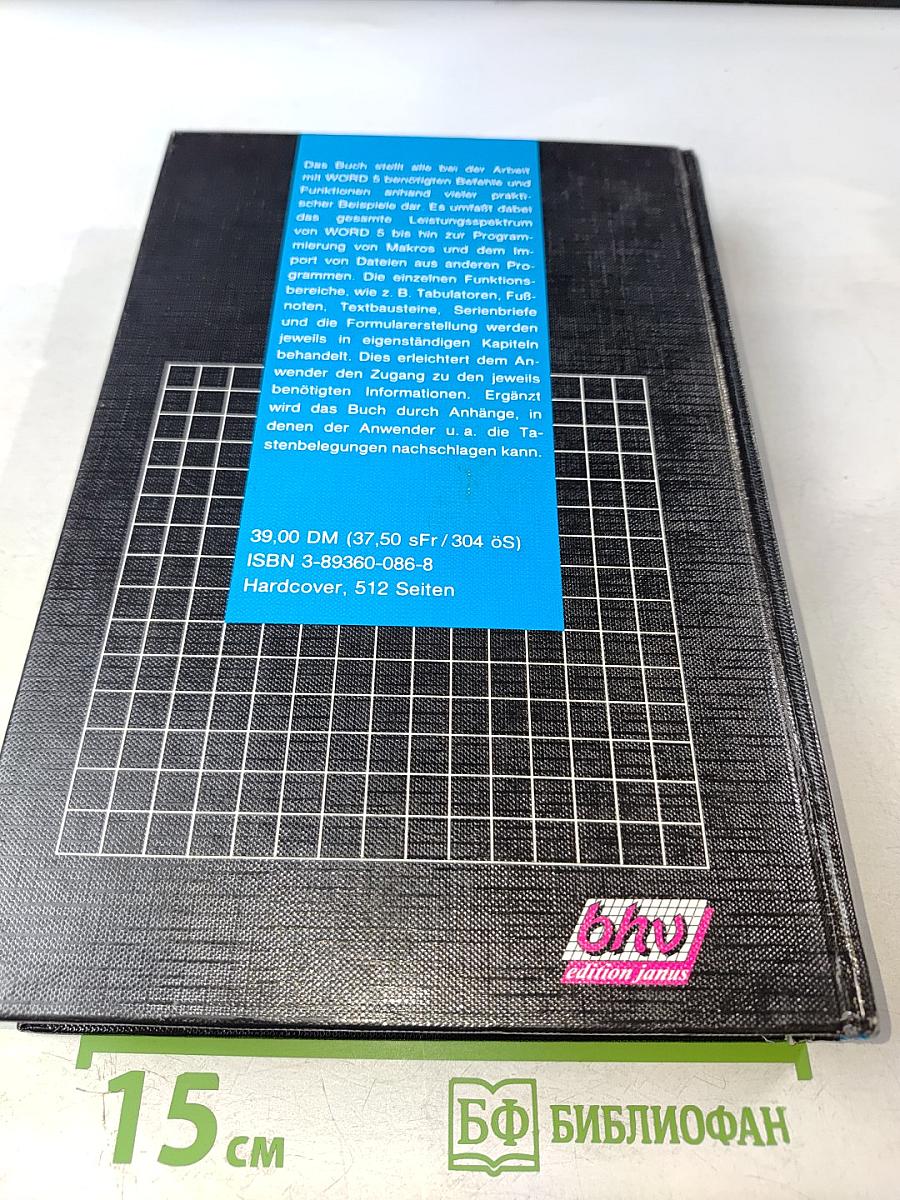 Das Buch stellt alle bei der Arbeit
mit WORD 5 benötigten Befehle und
Funktionen anhand vieler prakti-
scher Beispiele dar. Es umfaßt dabei
das gesamte Leistungsspektrum
von WORD 5 bis hin zur Program-
mierung von Makros und dem Im-
port von Dateien aus anderen Pro-
grammen. Die einzelnen Funktions-
bereiche, wie z. B. Tabulatoren, Fuß-
noten, Textbausteine, Serienbriefe
und die Formularerstellung werden
jeweils in eigenständigen Kapiteln
behandelt. Dies erleichtert dem An-
wender den Zugang zu den jeweils
benötigten Informationen. Ergänzt
wird das Buch durch Anhänge, in
denen der Anwender u. a. die Ta-
stenbelegungen nachschlagen kann.
39,00 DM (37,50 sFr / 304 öS)
ISBN 3-89360-086-8
Hardcover, 512 Seiten
bhv
edition janus
15 см
БФ БИБЛИОФАН